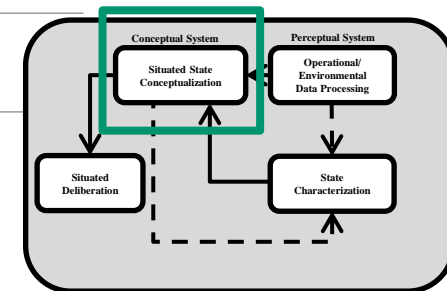 Conceptual System
Perceptual System
Situated State
Conceptualization
Operational/
Environmental
Data Processing
Situated
Deliberation
State
Characterization